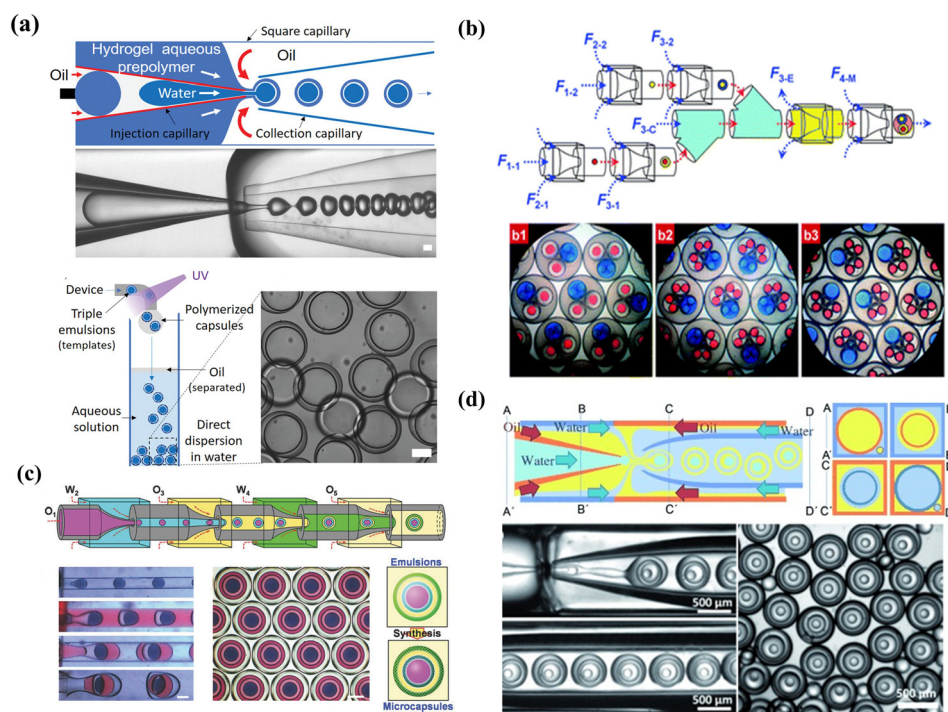 (a)
Square capillary
Hydrogel aqueous
prepolymer
Oil
Water
Injection capillary
Collection capillary
UV
Device
Triple
emulsions
(templates)
Polymerized
capsules
Oil
(separated)
Aqueous
solution
Direct
dispersion
in water
(b)
F2-2
F3-2
F1-2
F3-C
F3-E
F4-M
F1-1
F2-1
F3-1
b1
b2
b3
(c)
W2
O3
W4
O5
O1
Emulsions
Synthesis
Microcapsules
(d)
A
B
C
D
Oil
Water
Oil
Water
Water
A´
B´
C´
D´
A
A´
C
C´
500 μm
500 μm
500 μm